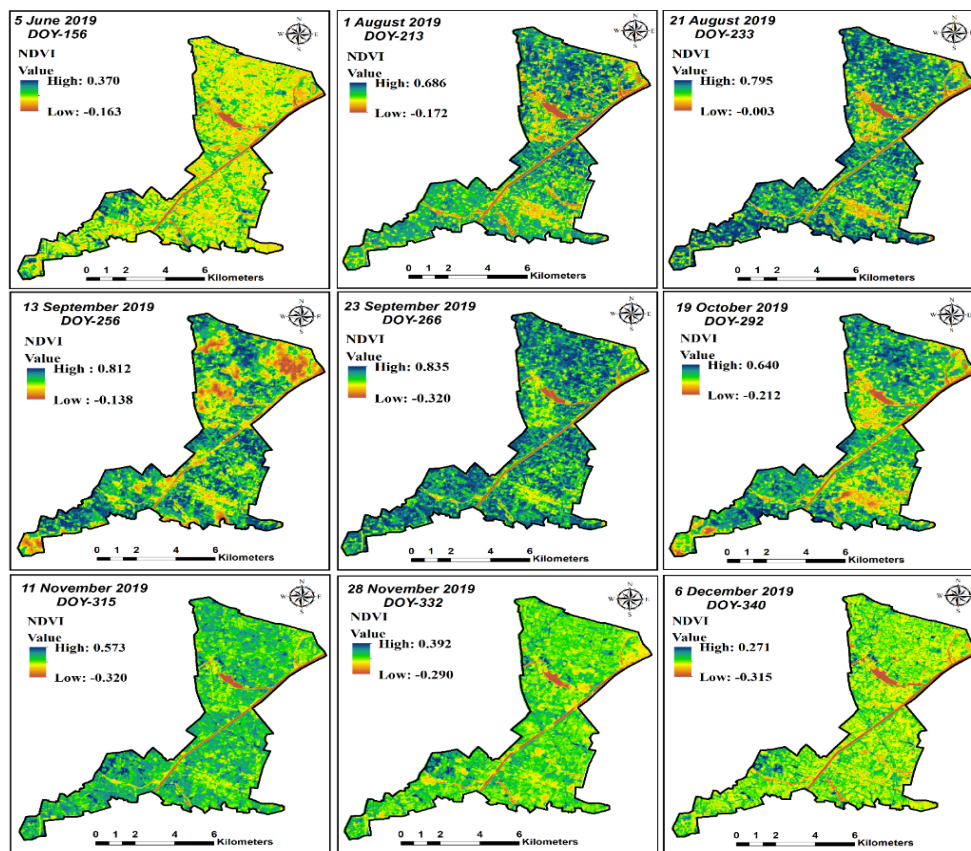 5 June 2019
DOY-156
NDVI
Value
High: 0.370
Low: -0.163
N
W E
S
0 1 2 4 6
Kilometers
1 August 2019
DOY-213
NDVI
Value
High: 0.686
Low: -0.172
N
W E
S
0 1 2 4 6
Kilometers
21 August 2019
DOY-233
NDVI
Value
High: 0.795
Low: -0.003
N
W E
S
0 1 2 4 6
Kilometers
13 September 2019
DOY-256
NDVI
Value
High : 0.812
Low : -0.138
N
W E
S
0 1 2 4 6
Kilometers
23 September 2019
DOY-266
NDVI
Value
High: 0.835
Low: -0.320
N
W E
S
0 1 2 4 6
Kilometers
19 October 2019
DOY-292
NDVI
Value
High: 0.640
Low: -0.212
N
W E
S
0 1 2 4 6
Kilometers
11 November 2019
DOY-315
NDVI
Value
High: 0.573
Low: -0.320
N
W E
S
0 1 2 4 6
Kilometers
28 November 2019
DOY-332
NDVI
Value
High: 0.392
Low: -0.290
N
W E
S
0 1 2 4 6
Kilometers
6 December 2019
DOY-340
NDVI
Value
High: 0.271
Low: -0.315
N
W E
S
0 1 2 4 6
Kilometers